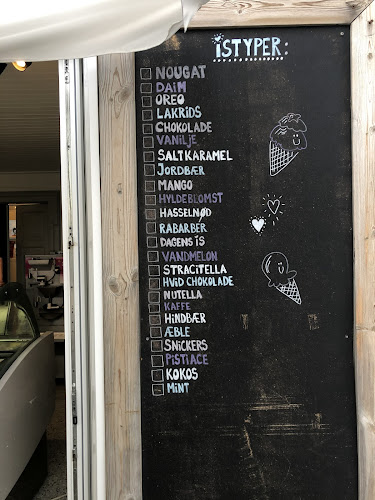 iSTYPER:
NOUGAT
DAIM
OREO
LAKRIDS
CHOKOLADE
VANILJE
SALTKARAMEL
JORDBÆR
MANGO
HYLDEBLOMST
HASSELNØD
RABARBER
DAGENS iS
VANDMELON
STRACITELLA
HViD CHOKOLADE
NUTELLA
KAFFE
HiNDBÆR
ÆBLE
SNICKERS
PiSTIACE
KOKOS
MiNT